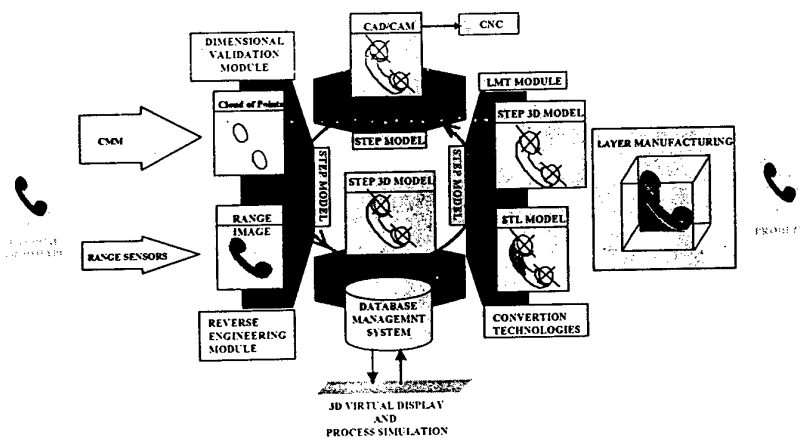 CAD/CAM
CNC
DIMENSIONAL
VALIDATION
MODULE
LMT MODULE
Cloud of Points
STEP 3D MODEL
CMM
STEP MODEL
LAYER MANUFACTURING
STEP MODEL
STEP MODEL
STEP 3D MODEL
RANGE
IMAGE
STL MODEL
RANGE SENSORS
DATABASE
MANAGEMNT
SYSTEM
REVERSE
ENGINEERING
MODULE
CONVERTION
TECHNOLOGIES
3D VIRTUAL DISPLAY
AND
PROCESS SIMULATION